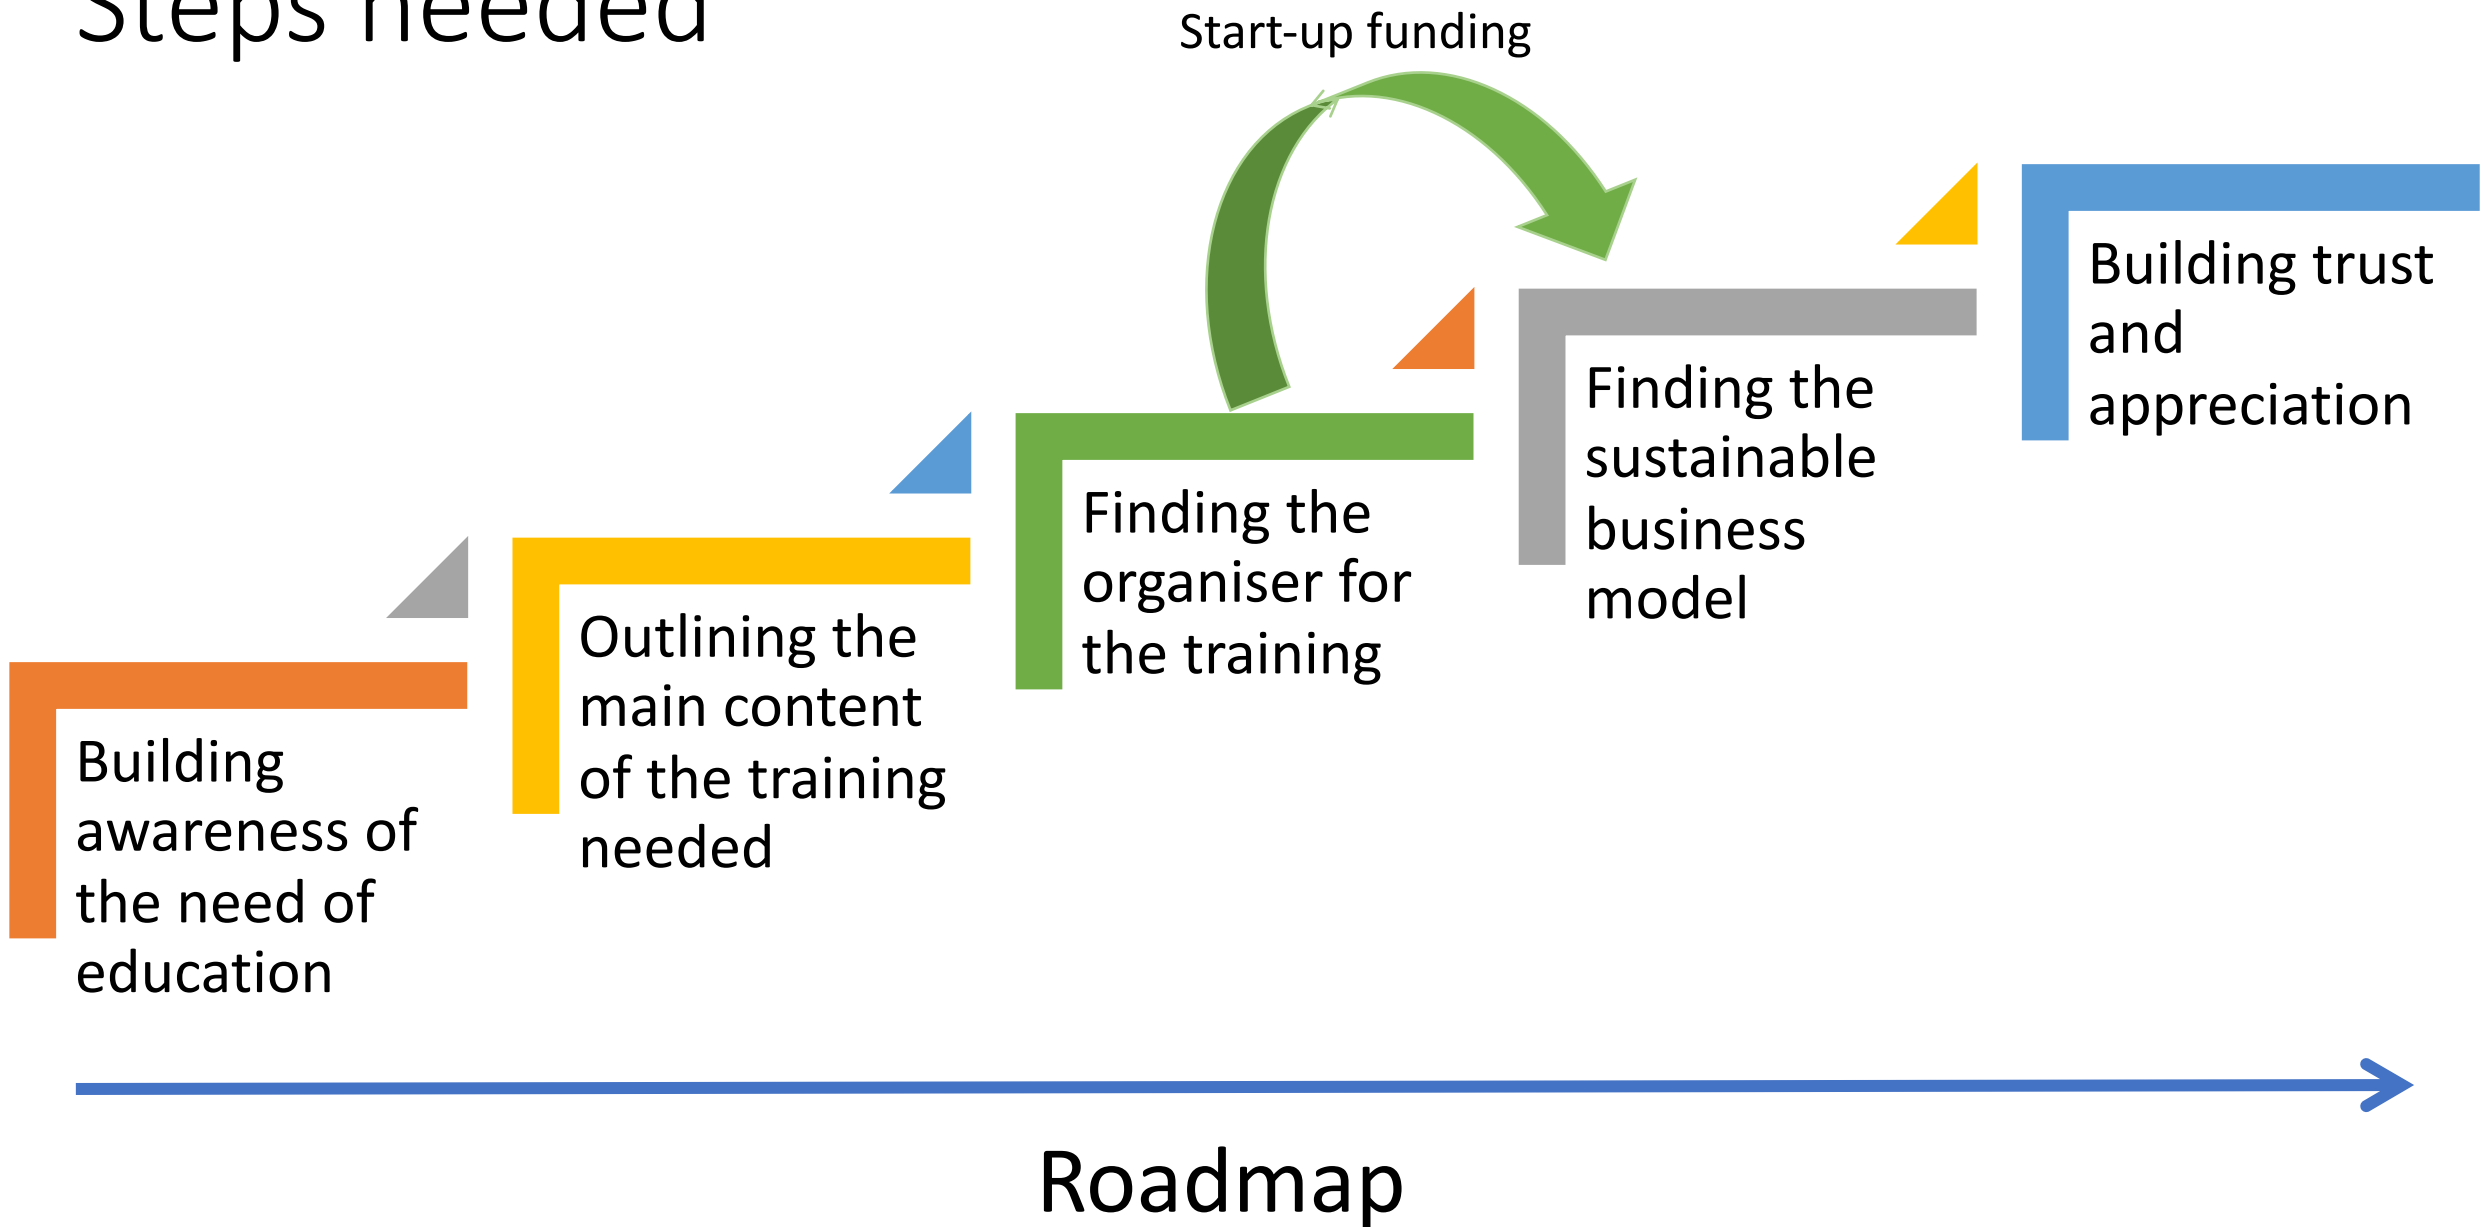 Steps needed
Start-up funding
Building
awareness of
the need of
education
Outlining the
main content
of the training
needed
Finding the
organiser for
the training
Finding the
sustainable
business
model
Building trust
and
appreciation
Roadmap